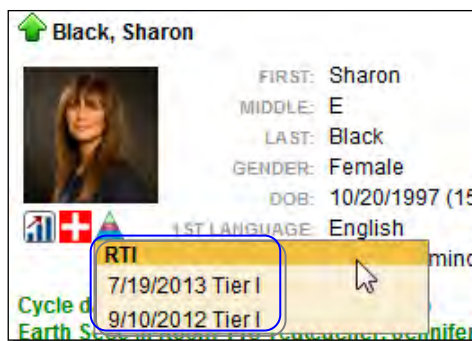 Black, Sharon
FIRST: Sharon
MIDDLE: E
LAST: Black
GENDER: Female
DOB: 10/20/1997 (15
1ST LANGUAGE: English
RTI
7/19/2013 Tier I
9/10/2012 Tier I
Cycle d